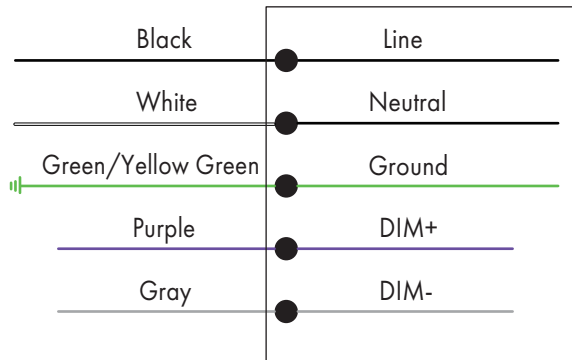 Black Line
White Neutral
Green/Yellow Green Ground
Purple DIM+
Gray DIM-